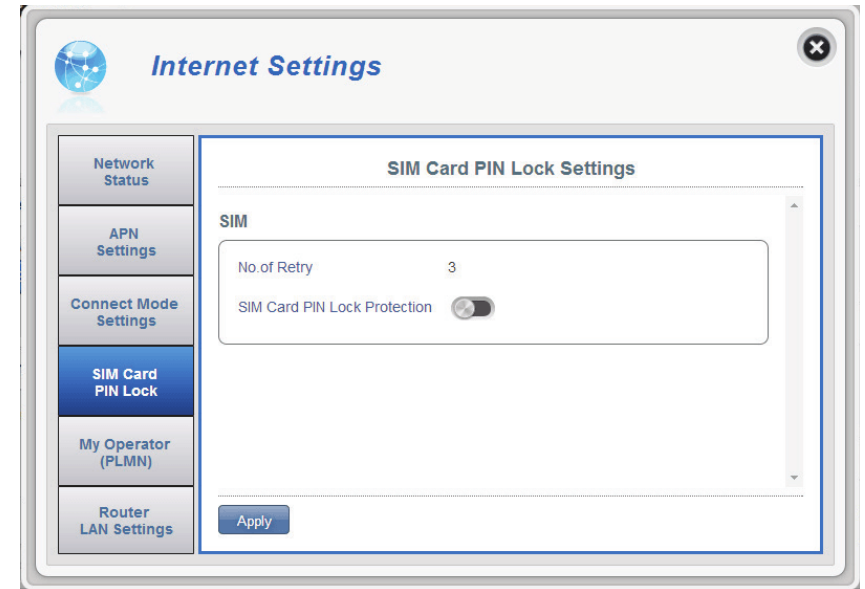 Internet Settings
Network
Status
APN
Settings
Connect Mode
Settings
SIM Card
PIN Lock
My Operator
(PLMN)
Router
LAN Settings
SIM Card PIN Lock Settings
SIM
No.of Retry 3
SIM Card PIN Lock Protection
Apply